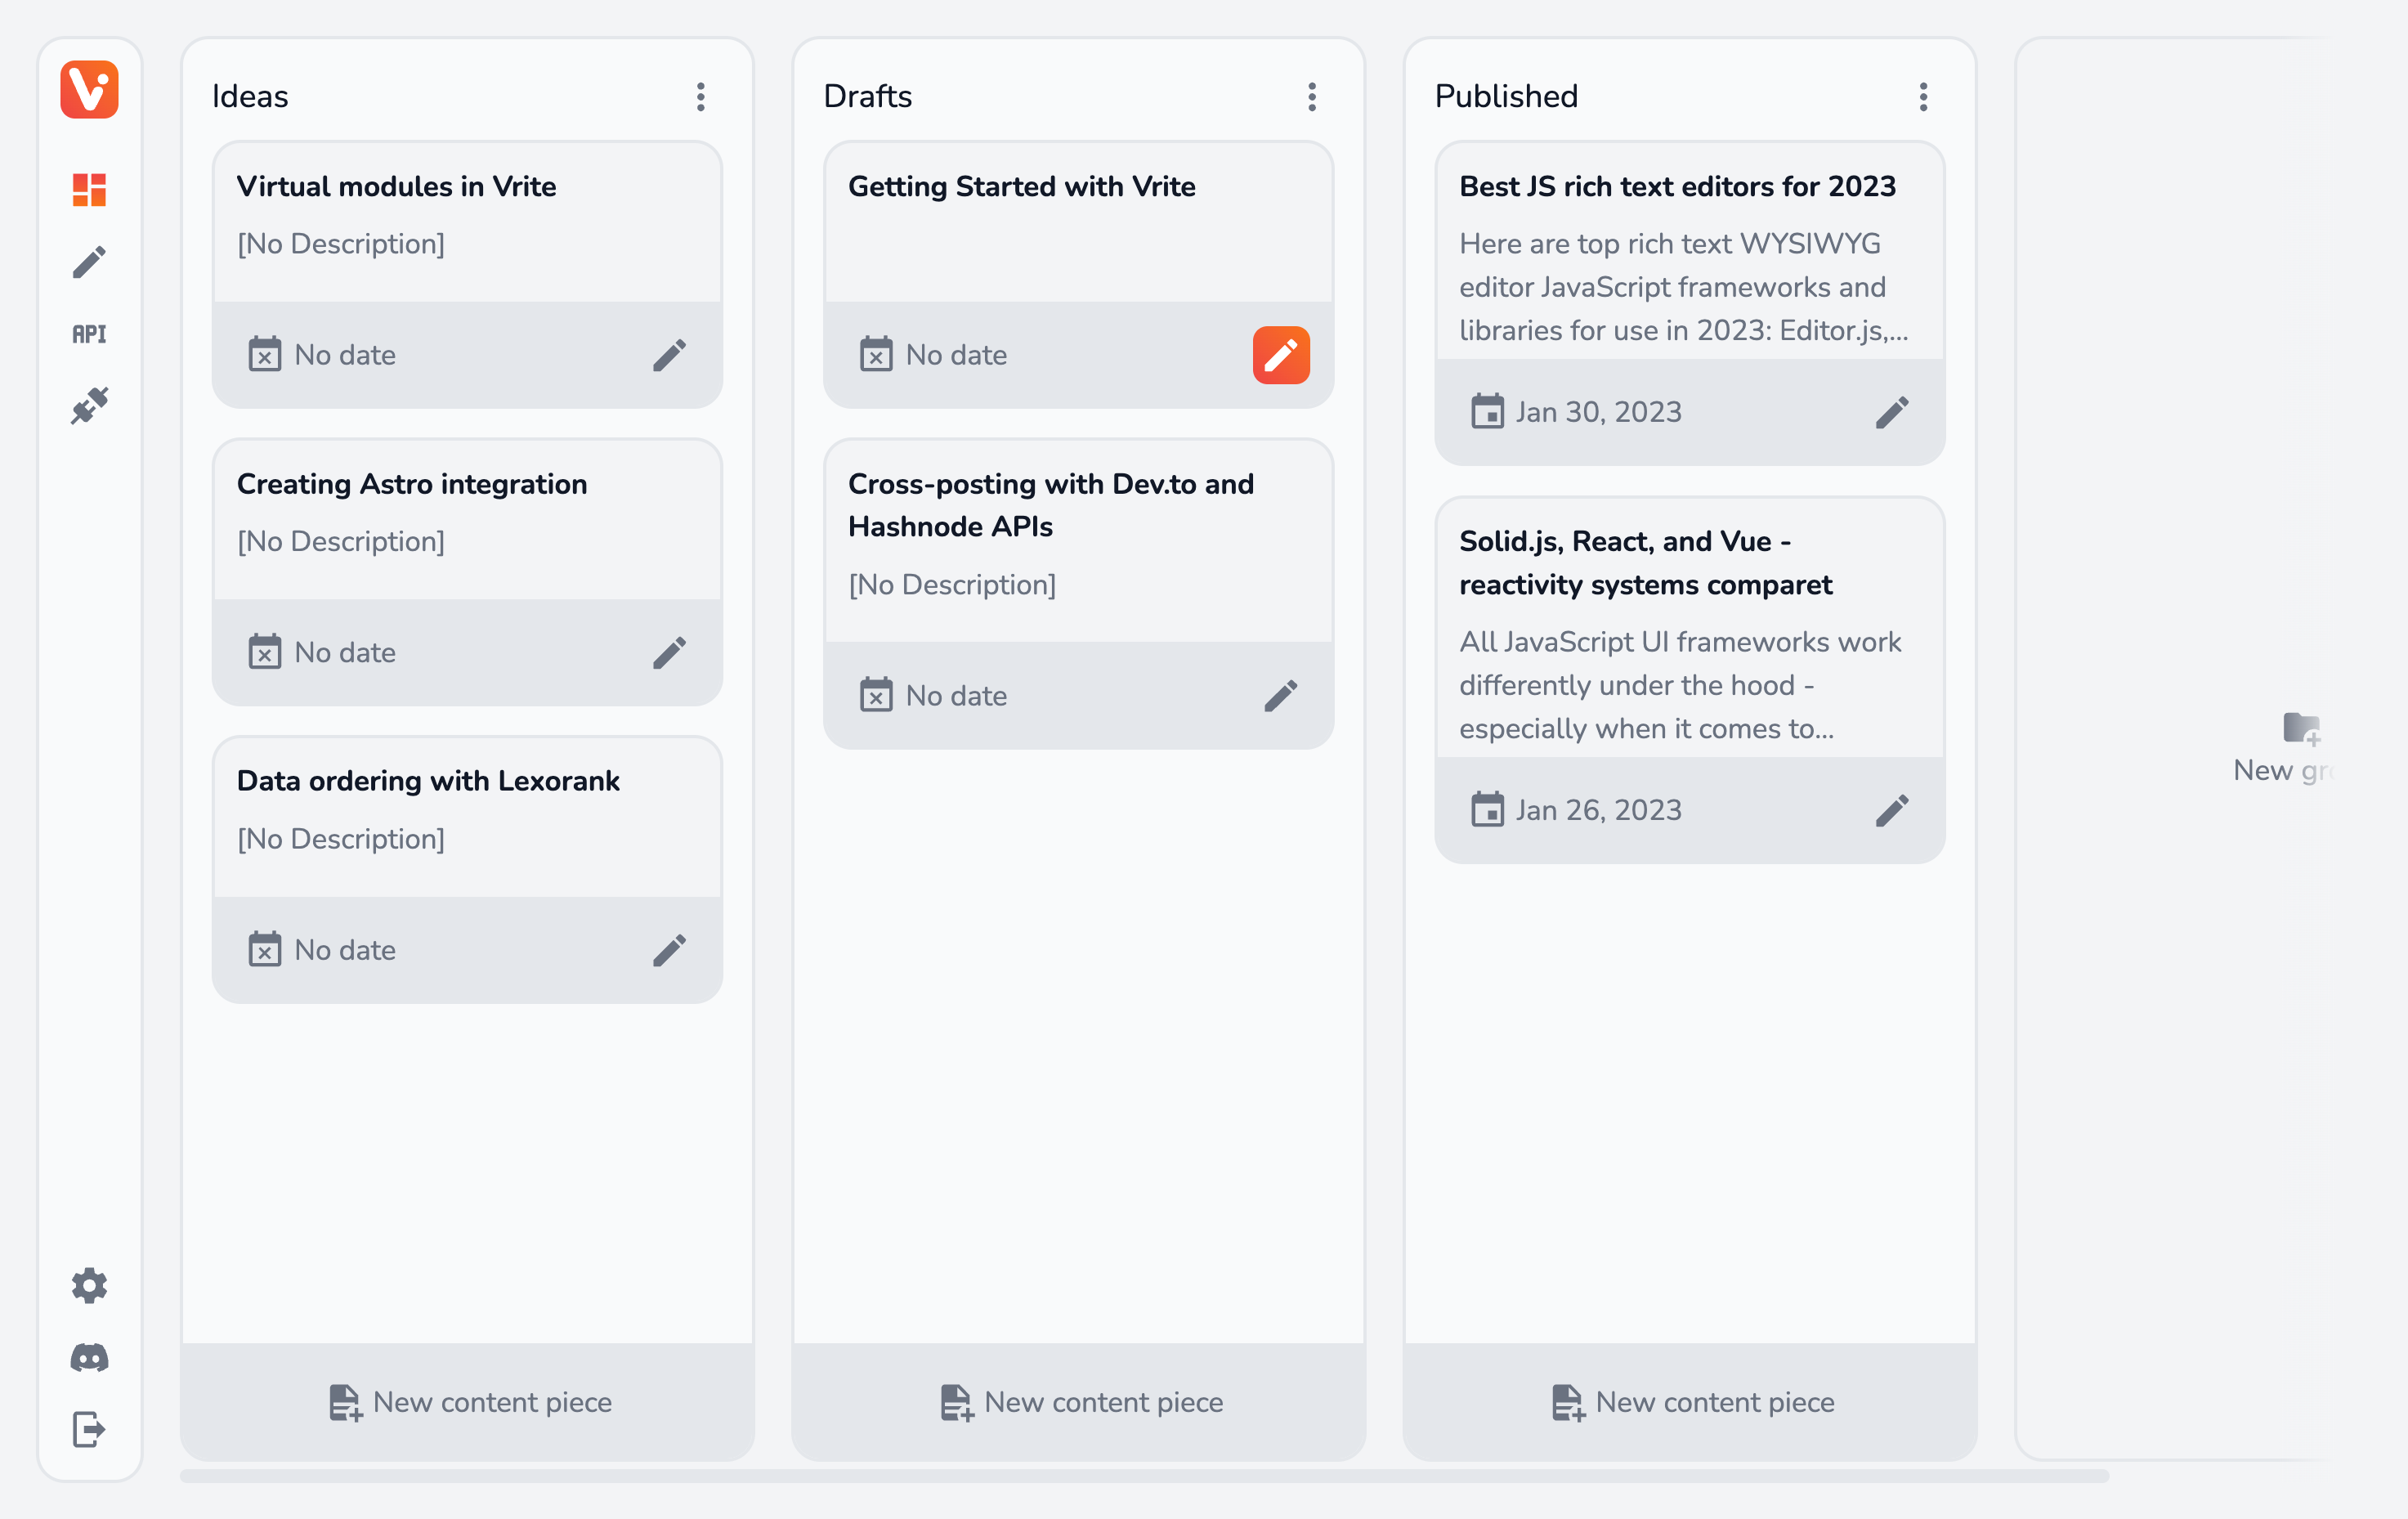 Ideas
Virtual modules in Vrite
[No Description]
No date
Creating Astro integration
[No Description]
No date
Data ordering with Lexorank
[No Description]
No date
New content piece
Drafts
Getting Started with Vrite
No date
Cross-posting with Dev.to and
Hashnode APIs
[No Description]
No date
New content piece
Published
Best JS rich text editors for 2023
Here are top rich text WYSIWYG
editor JavaScript frameworks and
libraries for use in 2023: Editor.js,...
Jan 30, 2023
Solid.js, React, and Vue -
reactivity systems comparet
All JavaScript UI frameworks work
differently under the hood -
especially when it comes to...
Jan 26, 2023
New content piece
New gro
API